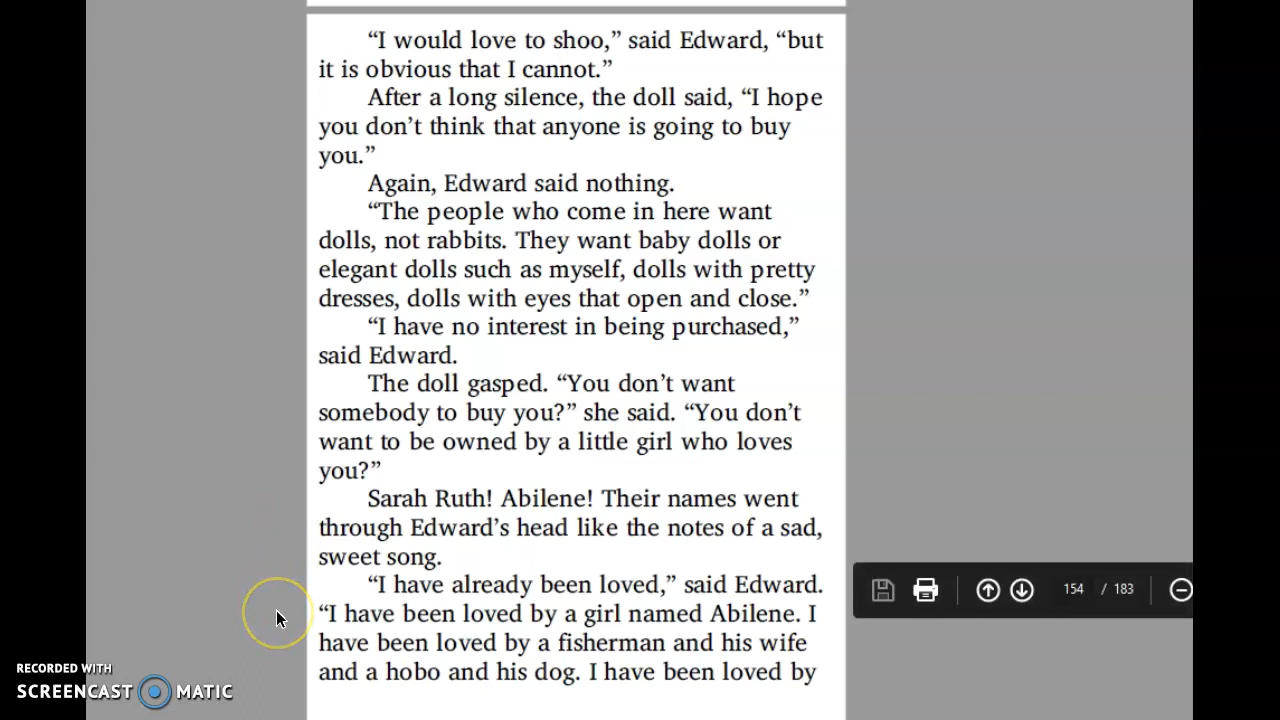 “I would love to shoo,” said Edward, “but
it is obvious that I cannot.”
After a long silence, the doll said, “I hope
you don’t think that anyone is going to buy
you.”
Again, Edward said nothing.
“The people who come in here want
dolls, not rabbits. They want baby dolls or
elegant dolls such as myself, dolls with pretty
dresses, dolls with eyes that open and close.”
“I have no interest in being purchased,”
said Edward.
The doll gasped. “You don’t want
somebody to buy you?” she said. “You don’t
want to be owned by a little girl who loves
you?”
Sarah Ruth! Abilene! Their names went
through Edward’s head like the notes of a sad,
sweet song.
“I have already been loved,” said Edward.
“I have been loved by a girl named Abilene. I
have been loved by a fisherman and his wife
and a hobo and his dog. I have been loved by
154 / 183
RECORDED WITH
SCREENCAST MATIC